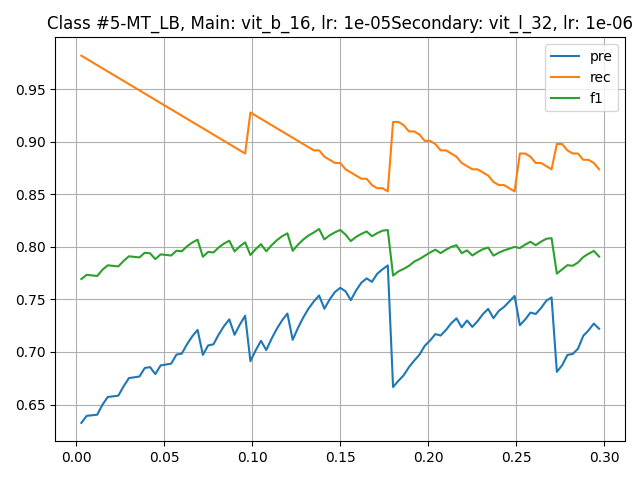 Class #5-MT_LB, Main: vit_b_16, lr: 1e-05Secondary: vit_l_32, lr: 1e-06
pre
rec
f1
0.95
0.90
0.85
0.80
0.75
0.70
0.65
0.00 0.05 0.10 0.15 0.20 0.25 0.30